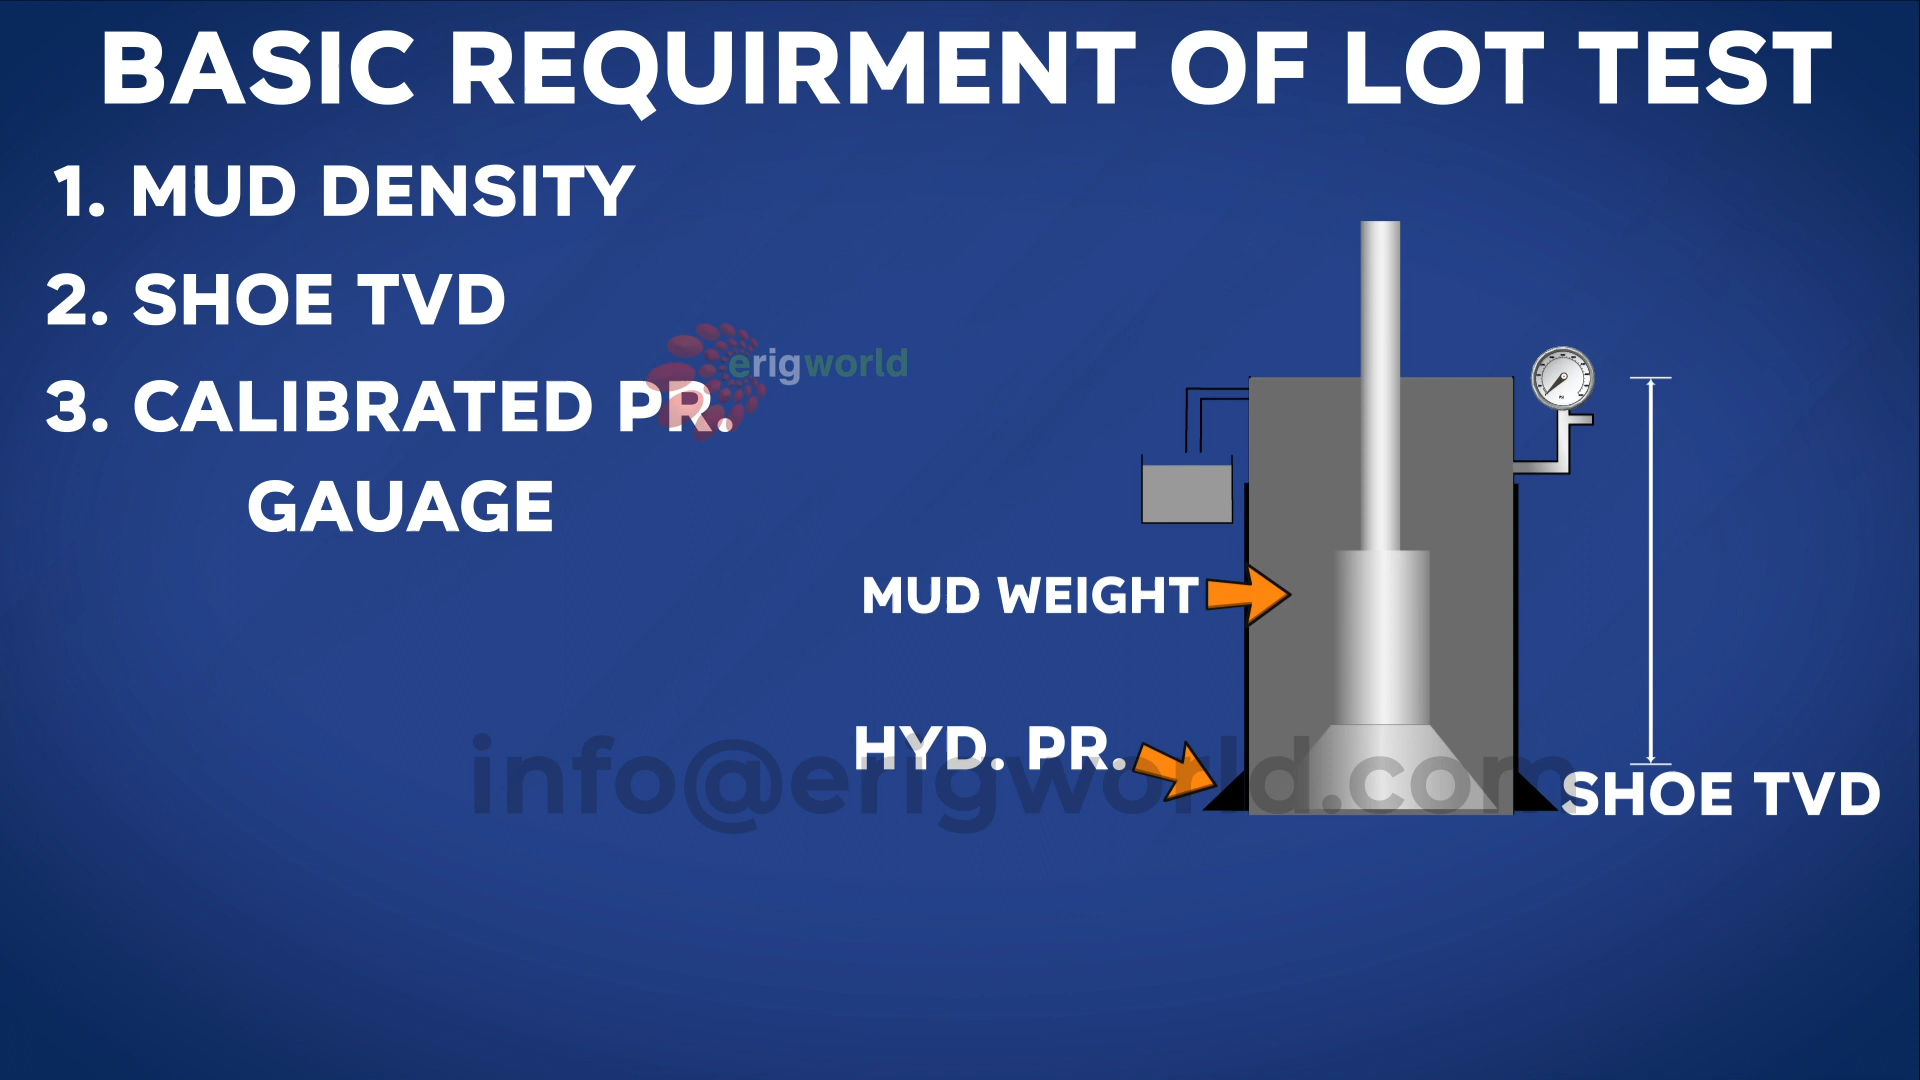 BASIC REQUIRMENT OF LOT TEST
1. MUD DENSITY
2. SHOE TVD
erigworld
3. CALIBRATED PR.
GAUAGE
MUD WEIGHT
HYD. PR.
info@erigworld.com
SHOE TVD